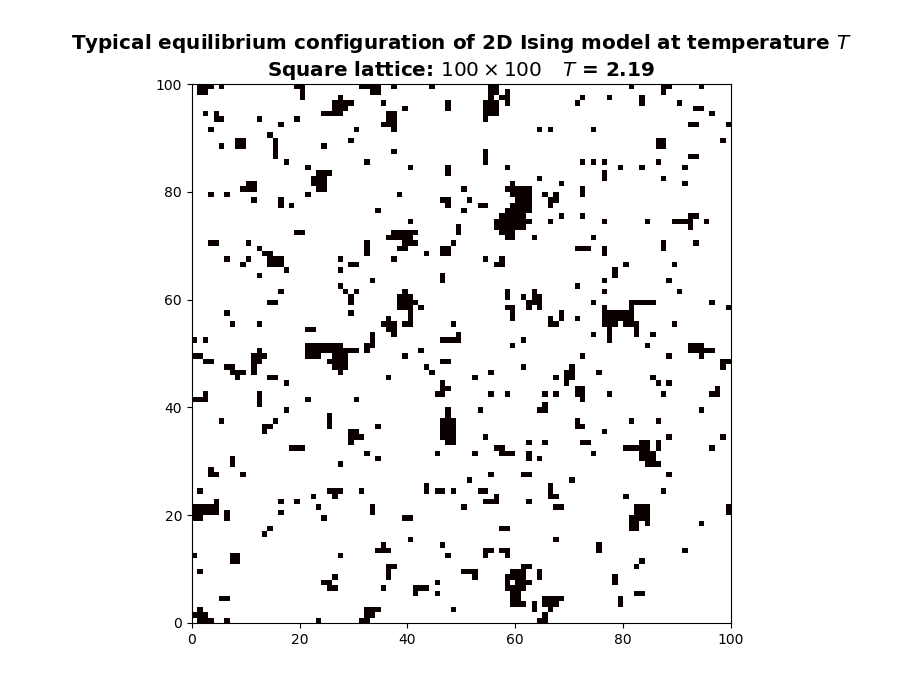 Typical equilibrium configuration of 2D Ising model at temperature T
Square lattice: 100 × 100 T = 2.19
100
80
60
40
20
0
0 20 40 60 80 100